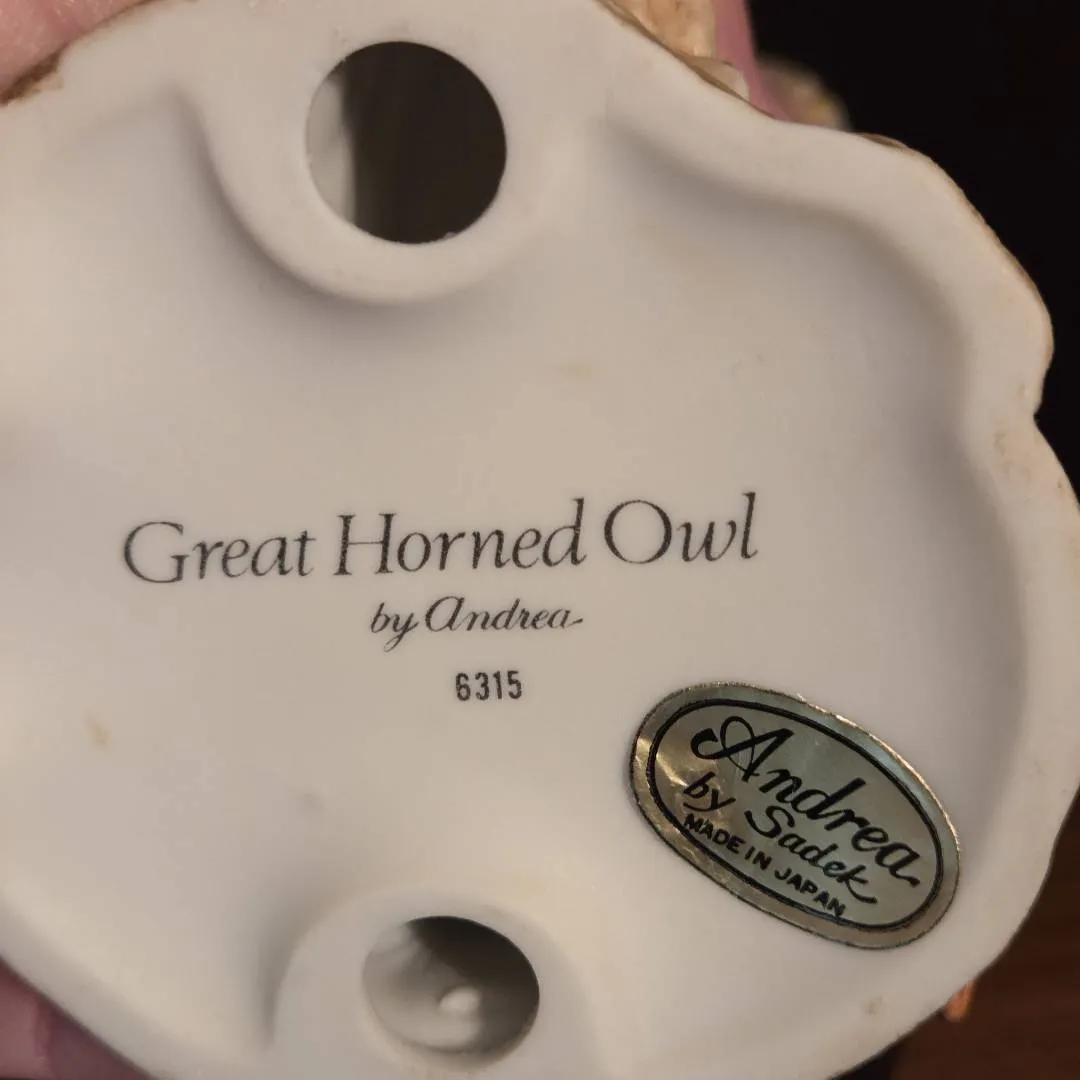 Great Horned Owl
by Andrea
6315
Andrea
by Sadek
MADE IN JAPAN